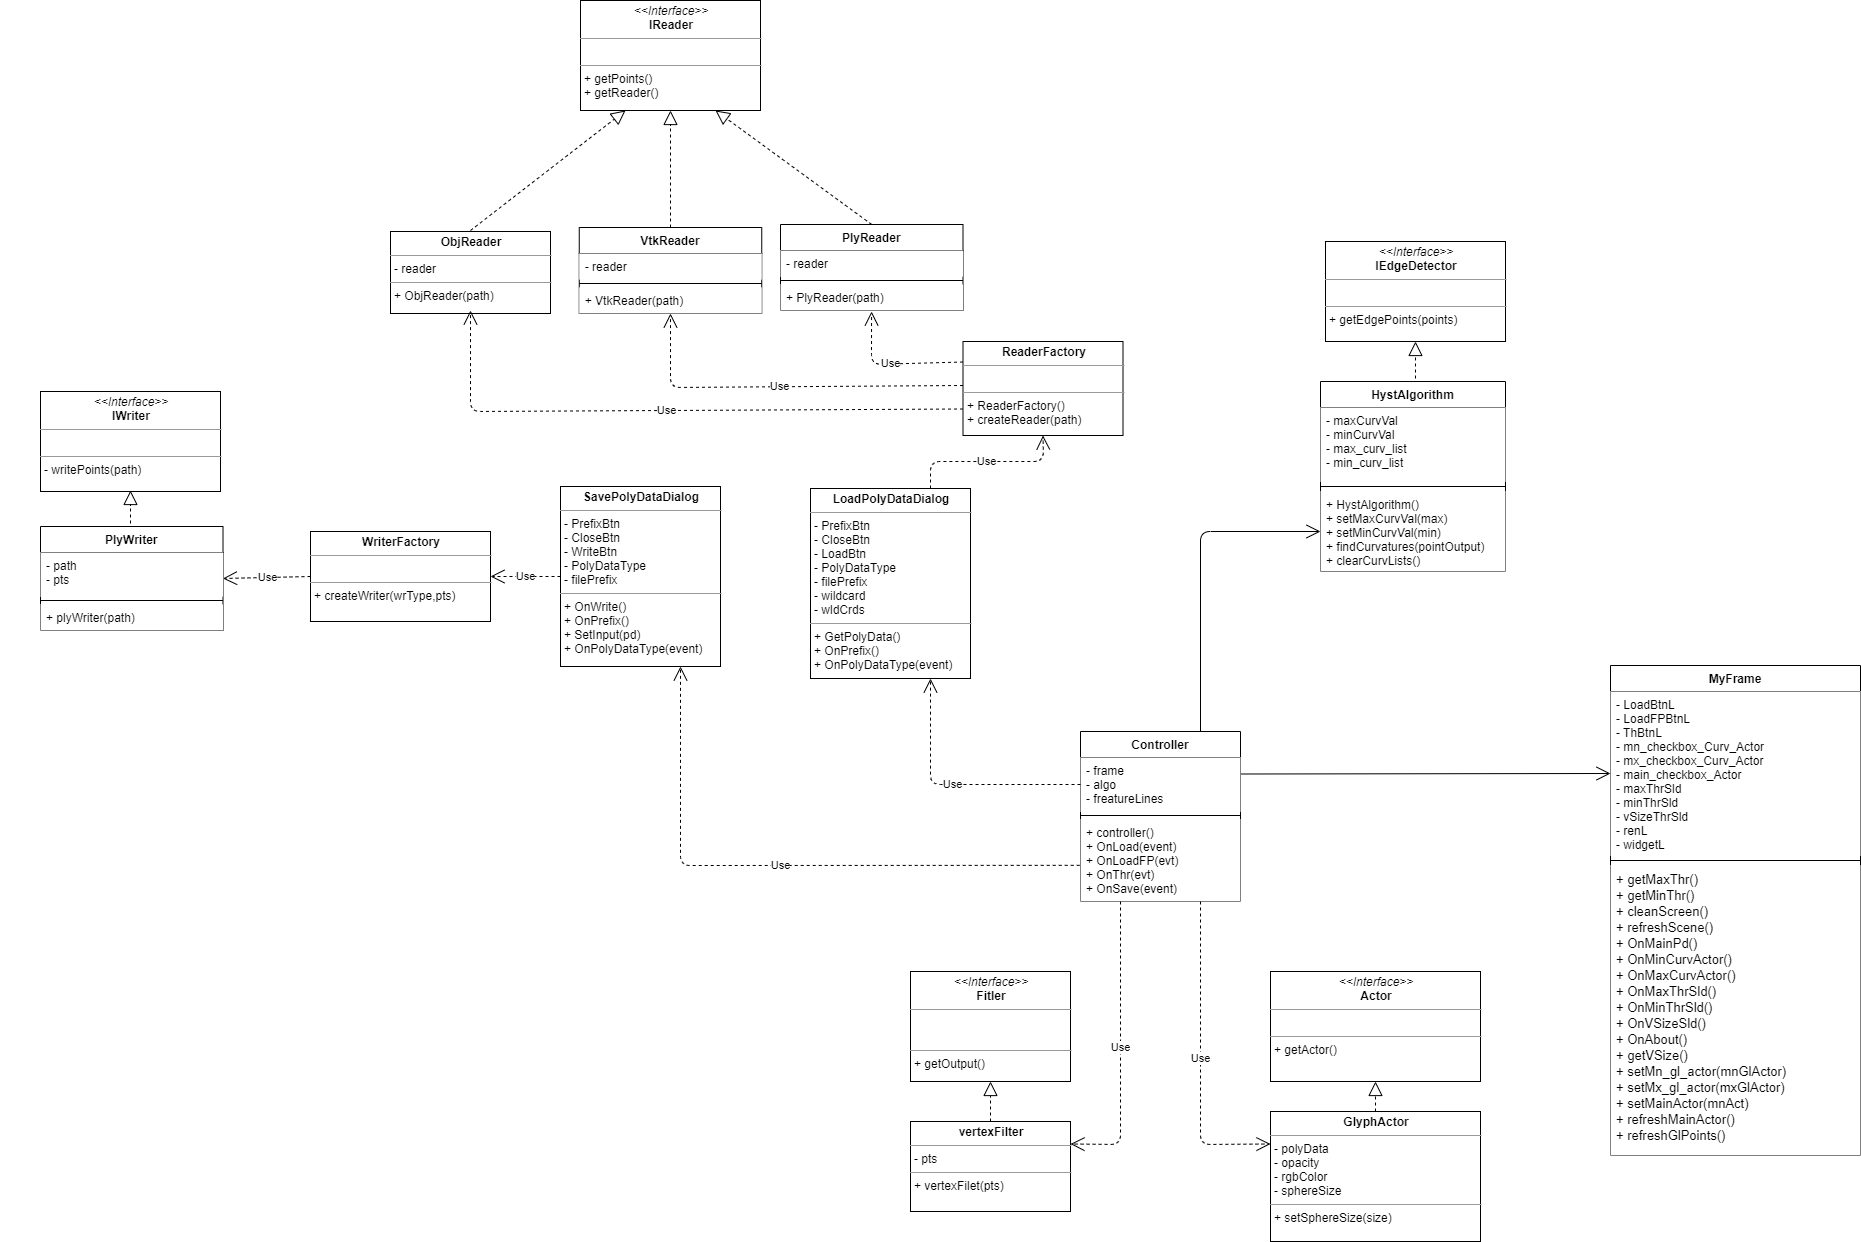 <<Interface>>
IReader
+ getPoints()
+ getReader()
ObjReader
- reader
+ ObjReader(path)
VtkReader
- reader
+ VtkReader(path)
PlyReader
- reader
+ PlyReader(path)
<<Interface>>
IEdgeDetector
+ getEdgePoints(points)
ReaderFactory
+ ReaderFactory()
+ createReader(path)
Use
Use
Use
Use
HystAlgorithm
- maxCurvVal
- minCurvVal
- max_curv_list
- min_curv_list
+ HystAlgorithm()
+ setMaxCurvVal(max)
+ setMinCurvVal(min)
+ findCurvatures(pointOutput)
+ clearCurvLists()
<<Interface>>
IWriter
- writePoints(path)
PlyWriter
- path
- pts
+ plyWriter(path)
Use
WriterFactory
+ createWriter(wrType,pts)
Use
SavePolyDataDialog
- PrefixBtn
- CloseBtn
- WriteBtn
- PolyDataType
- filePrefix
+ OnWrite()
+ OnPrefix()
+ SetInput(pd)
+ OnPolyDataType(event)
LoadPolyDataDialog
- PrefixBtn
- CloseBtn
- LoadBtn
- PolyDataType
- filePrefix
- wildcard
- wldCrds
+ GetPolyData()
+ OnPrefix()
+ OnPolyDataType(event)
Use
Use
Controller
- frame
- algo
- freatureLines
+ controller()
+ OnLoad(event)
+ OnLoadFP(evt)
+ OnThr(evt)
+ OnSave(event)
MyFrame
- LoadBtnL
- LoadFPBtnL
- ThBtnL
- mn_checkbox_Curv_Actor
- mx_checkbox_Curv_Actor
- main_checkbox_Actor
- maxThrSld
- minThrSld
- vSizeThrSld
- renL
- widgetL
+ getMaxThr()
+ getMinThr()
+ cleanScreen()
+ refreshScene()
+ OnMainPd()
+ OnMinCurvActor()
+ OnMaxCurvActor()
+ OnMaxThrSld()
+ OnMinThrSld()
+ OnVSizeSld()
+ OnAbout()
+ getVSize()
+ setMn_gl_actor(mnGlActor)
+ setMx_gl_actor(mxGlActor)
+ setMainActor(mnAct)
+ refreshMainActor()
+ refreshGlPoints()
Use
Use
<<Interface>>
Fitler
+ getOutput()
vertexFilter
- pts
+ vertexFilet(pts)
<<Interface>>
Actor
+ getActor()
GlyphActor
- polyData
- opacity
- rgbColor
- sphereSize
+ setSphereSize(size)